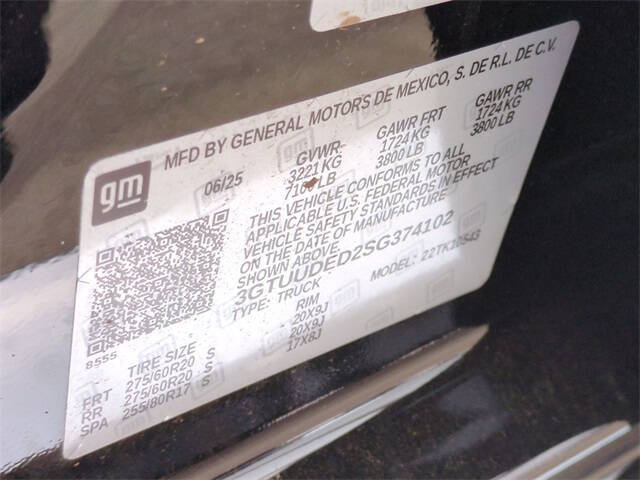 gm
MFD BY GENERAL MOTORS DE MEXICO, S. DE R.L. DE C.V.
06/25 GVWR GAWR FRT GAWR RR
3221 KG 1724 KG 1724 KG
LB 3800 LB 3800 LB
THIS VEHICLE CONFORMS TO ALL
APPLICABLE U.S. FEDERAL MOTOR
VEHICLE SAFETY STANDARDS IN EFFECT
ON THE DATE OF MANUFACTURE
SHOWN ABOVE.
3GTUUDED2SG374102
TYPE: TRUCK MODEL: 22TK10543
8555
TIRE SIZE RIM
FRT 275/60R20 S 20X9J
RR 275/60R20 S 20X9J
SPA 255/80R17 S 17X8J